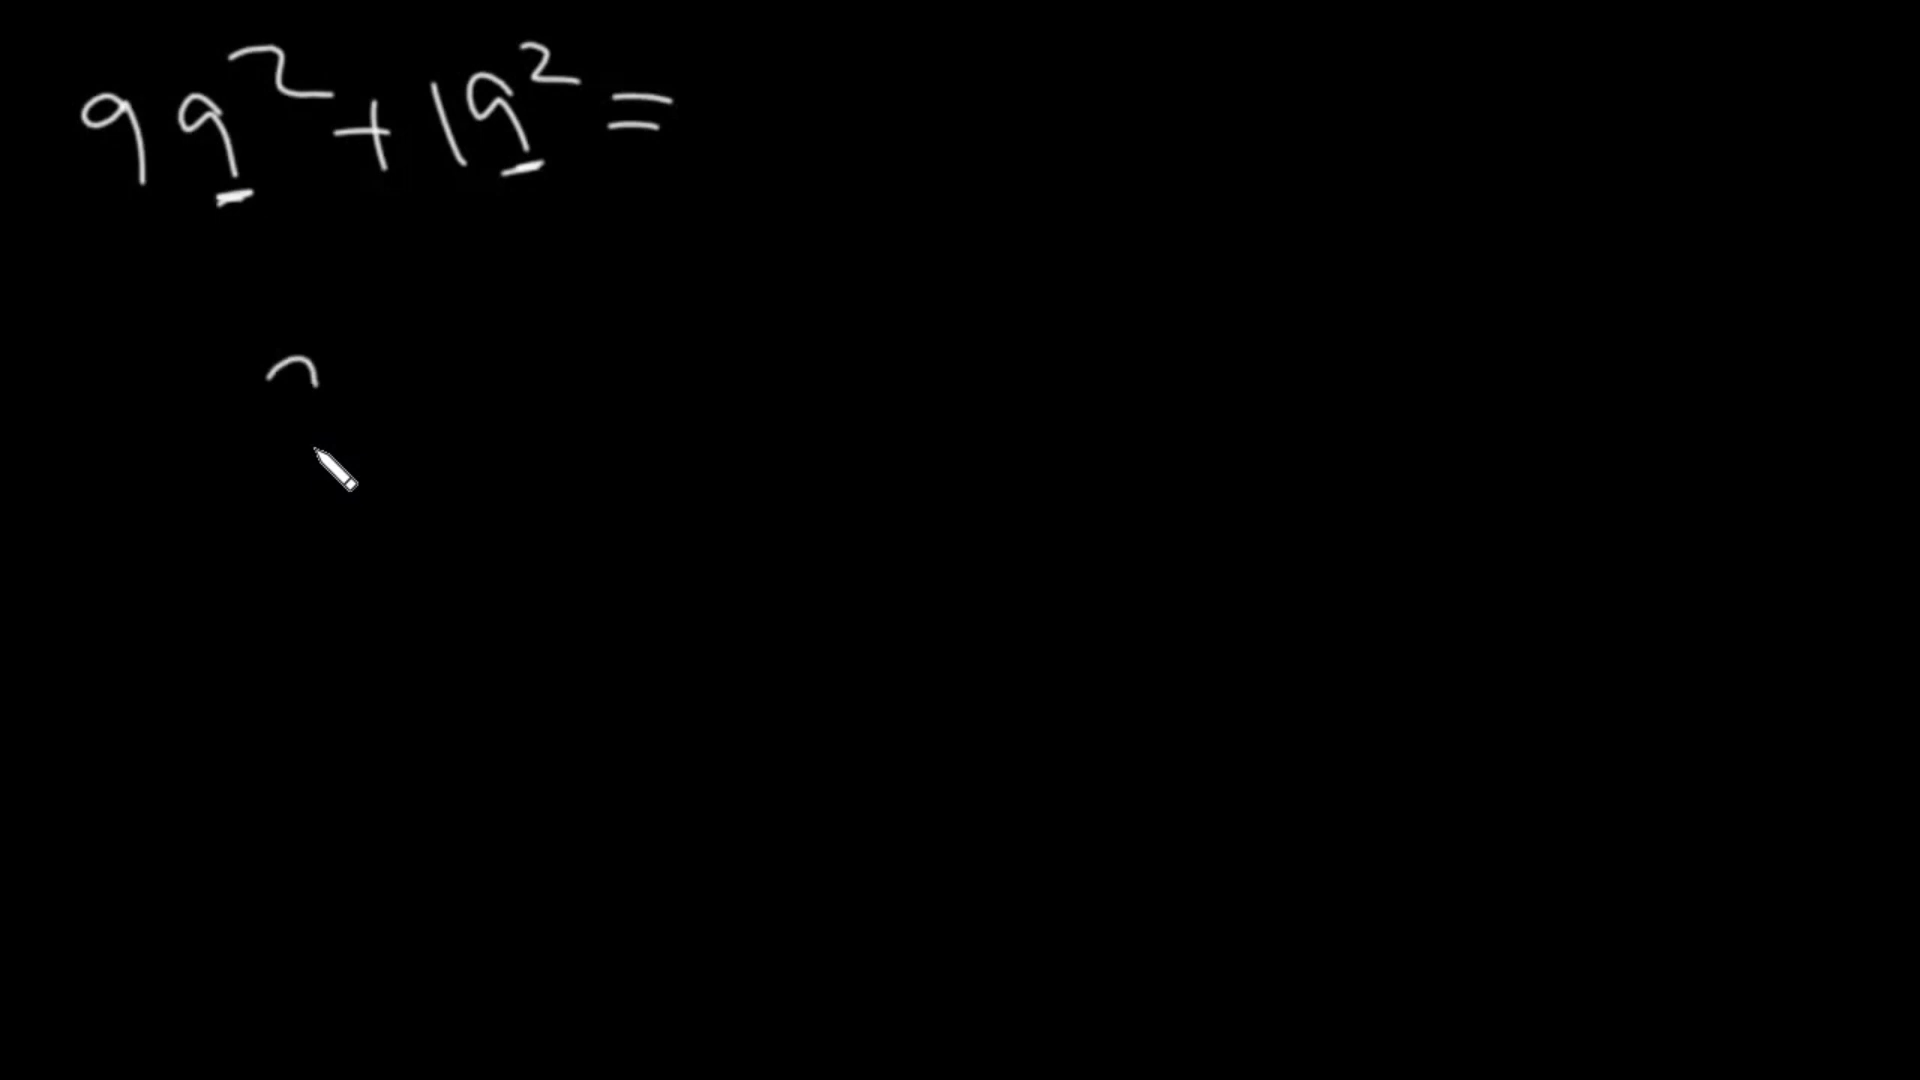 99² + 19² =